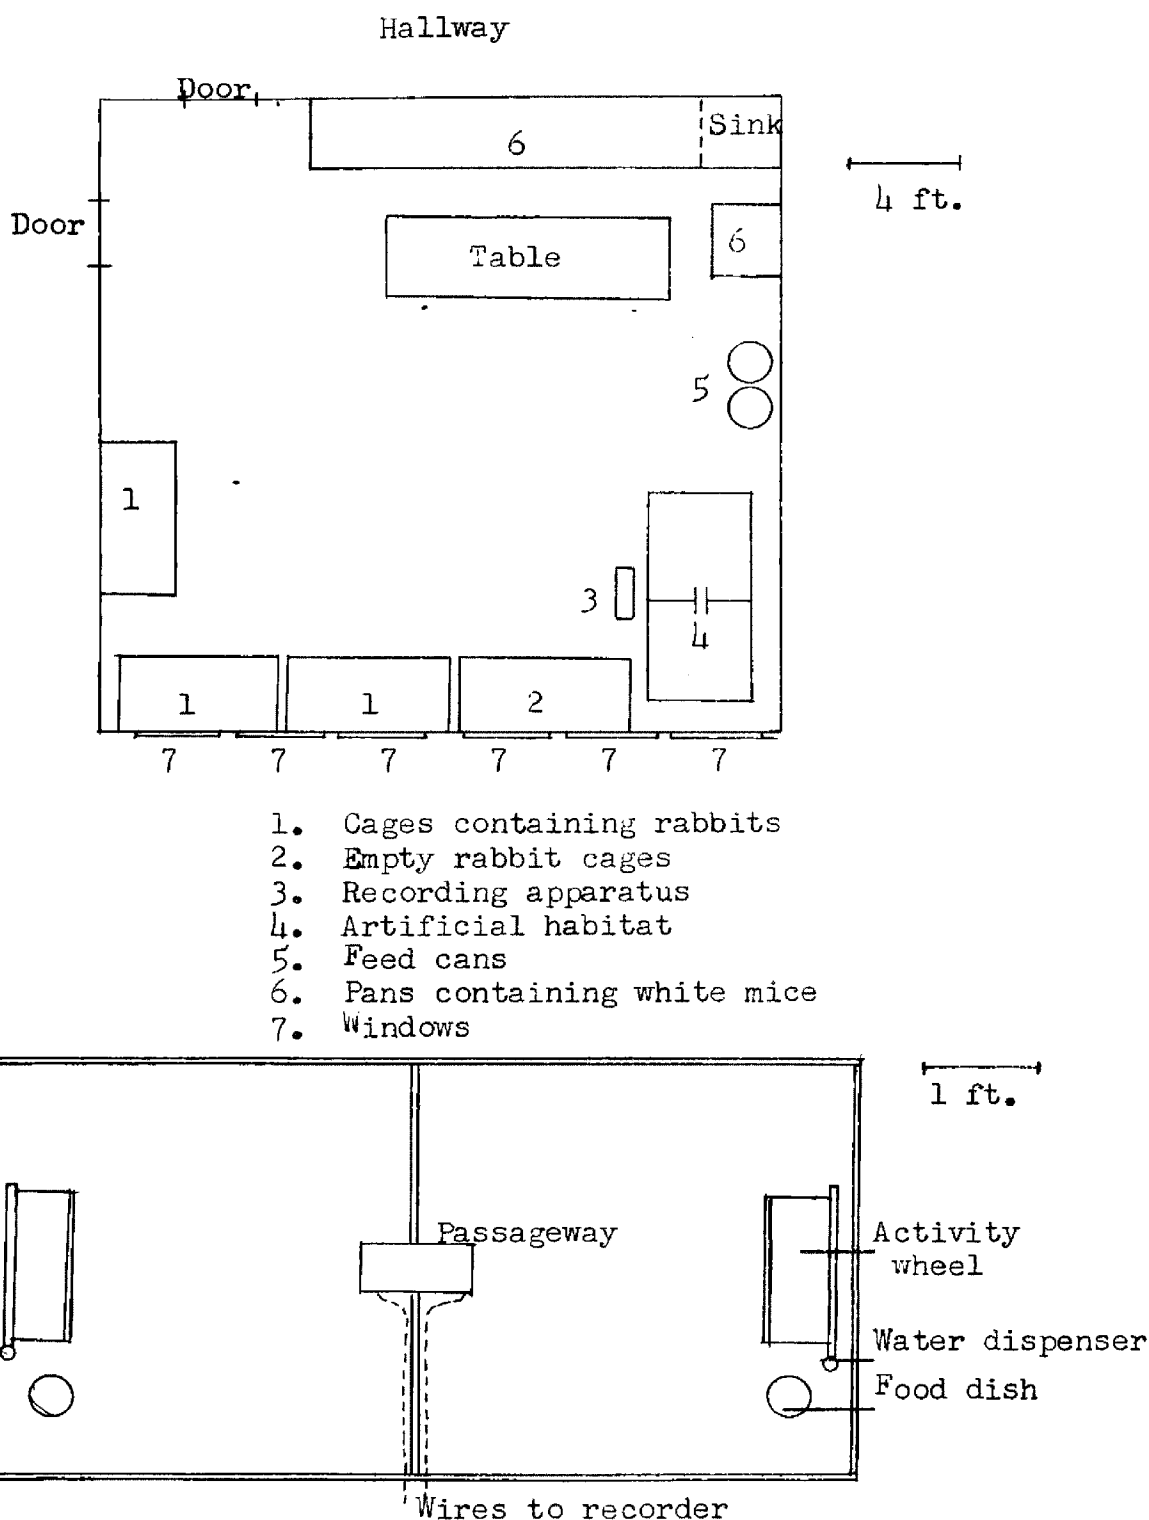 Hallway
Door
6
Sink
4 ft.
Door
Table
6
5
1
3
4
1
1
2
7
7
7
7
7
7
1. Cages containing rabbits
2. Empty rabbit cages
3. Recording apparatus
4. Artificial habitat
5. Feed cans
6. Pans containing white mice
7. Windows
1 ft.
Passageway
Activity
wheel
Water dispenser
Food dish
Wires to recorder